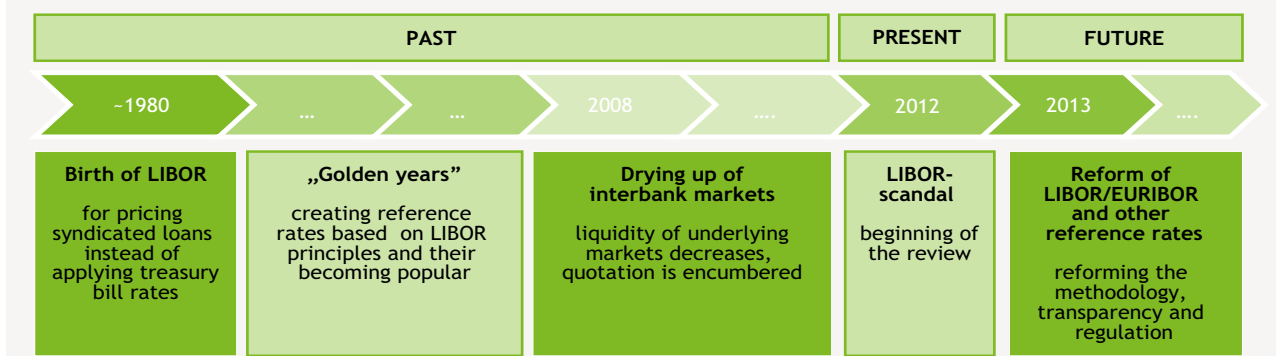 PAST
PRESENT
FUTURE
~1980
...
...
2008
....
2012
2013
....
Birth of LIBOR
for pricing
syndicated loans
instead of
applying treasury
bill rates
„Golden years”
creating reference
rates based on LIBOR
principles and their
becoming popular
Drying up of
interbank markets
liquidity of underlying
markets decreases,
quotation is encumbered
LIBOR-
scandal
beginning of
the review
Reform of
LIBOR/EURIBOR
and other
reference rates
reforming the
methodology,
transparency and
regulation